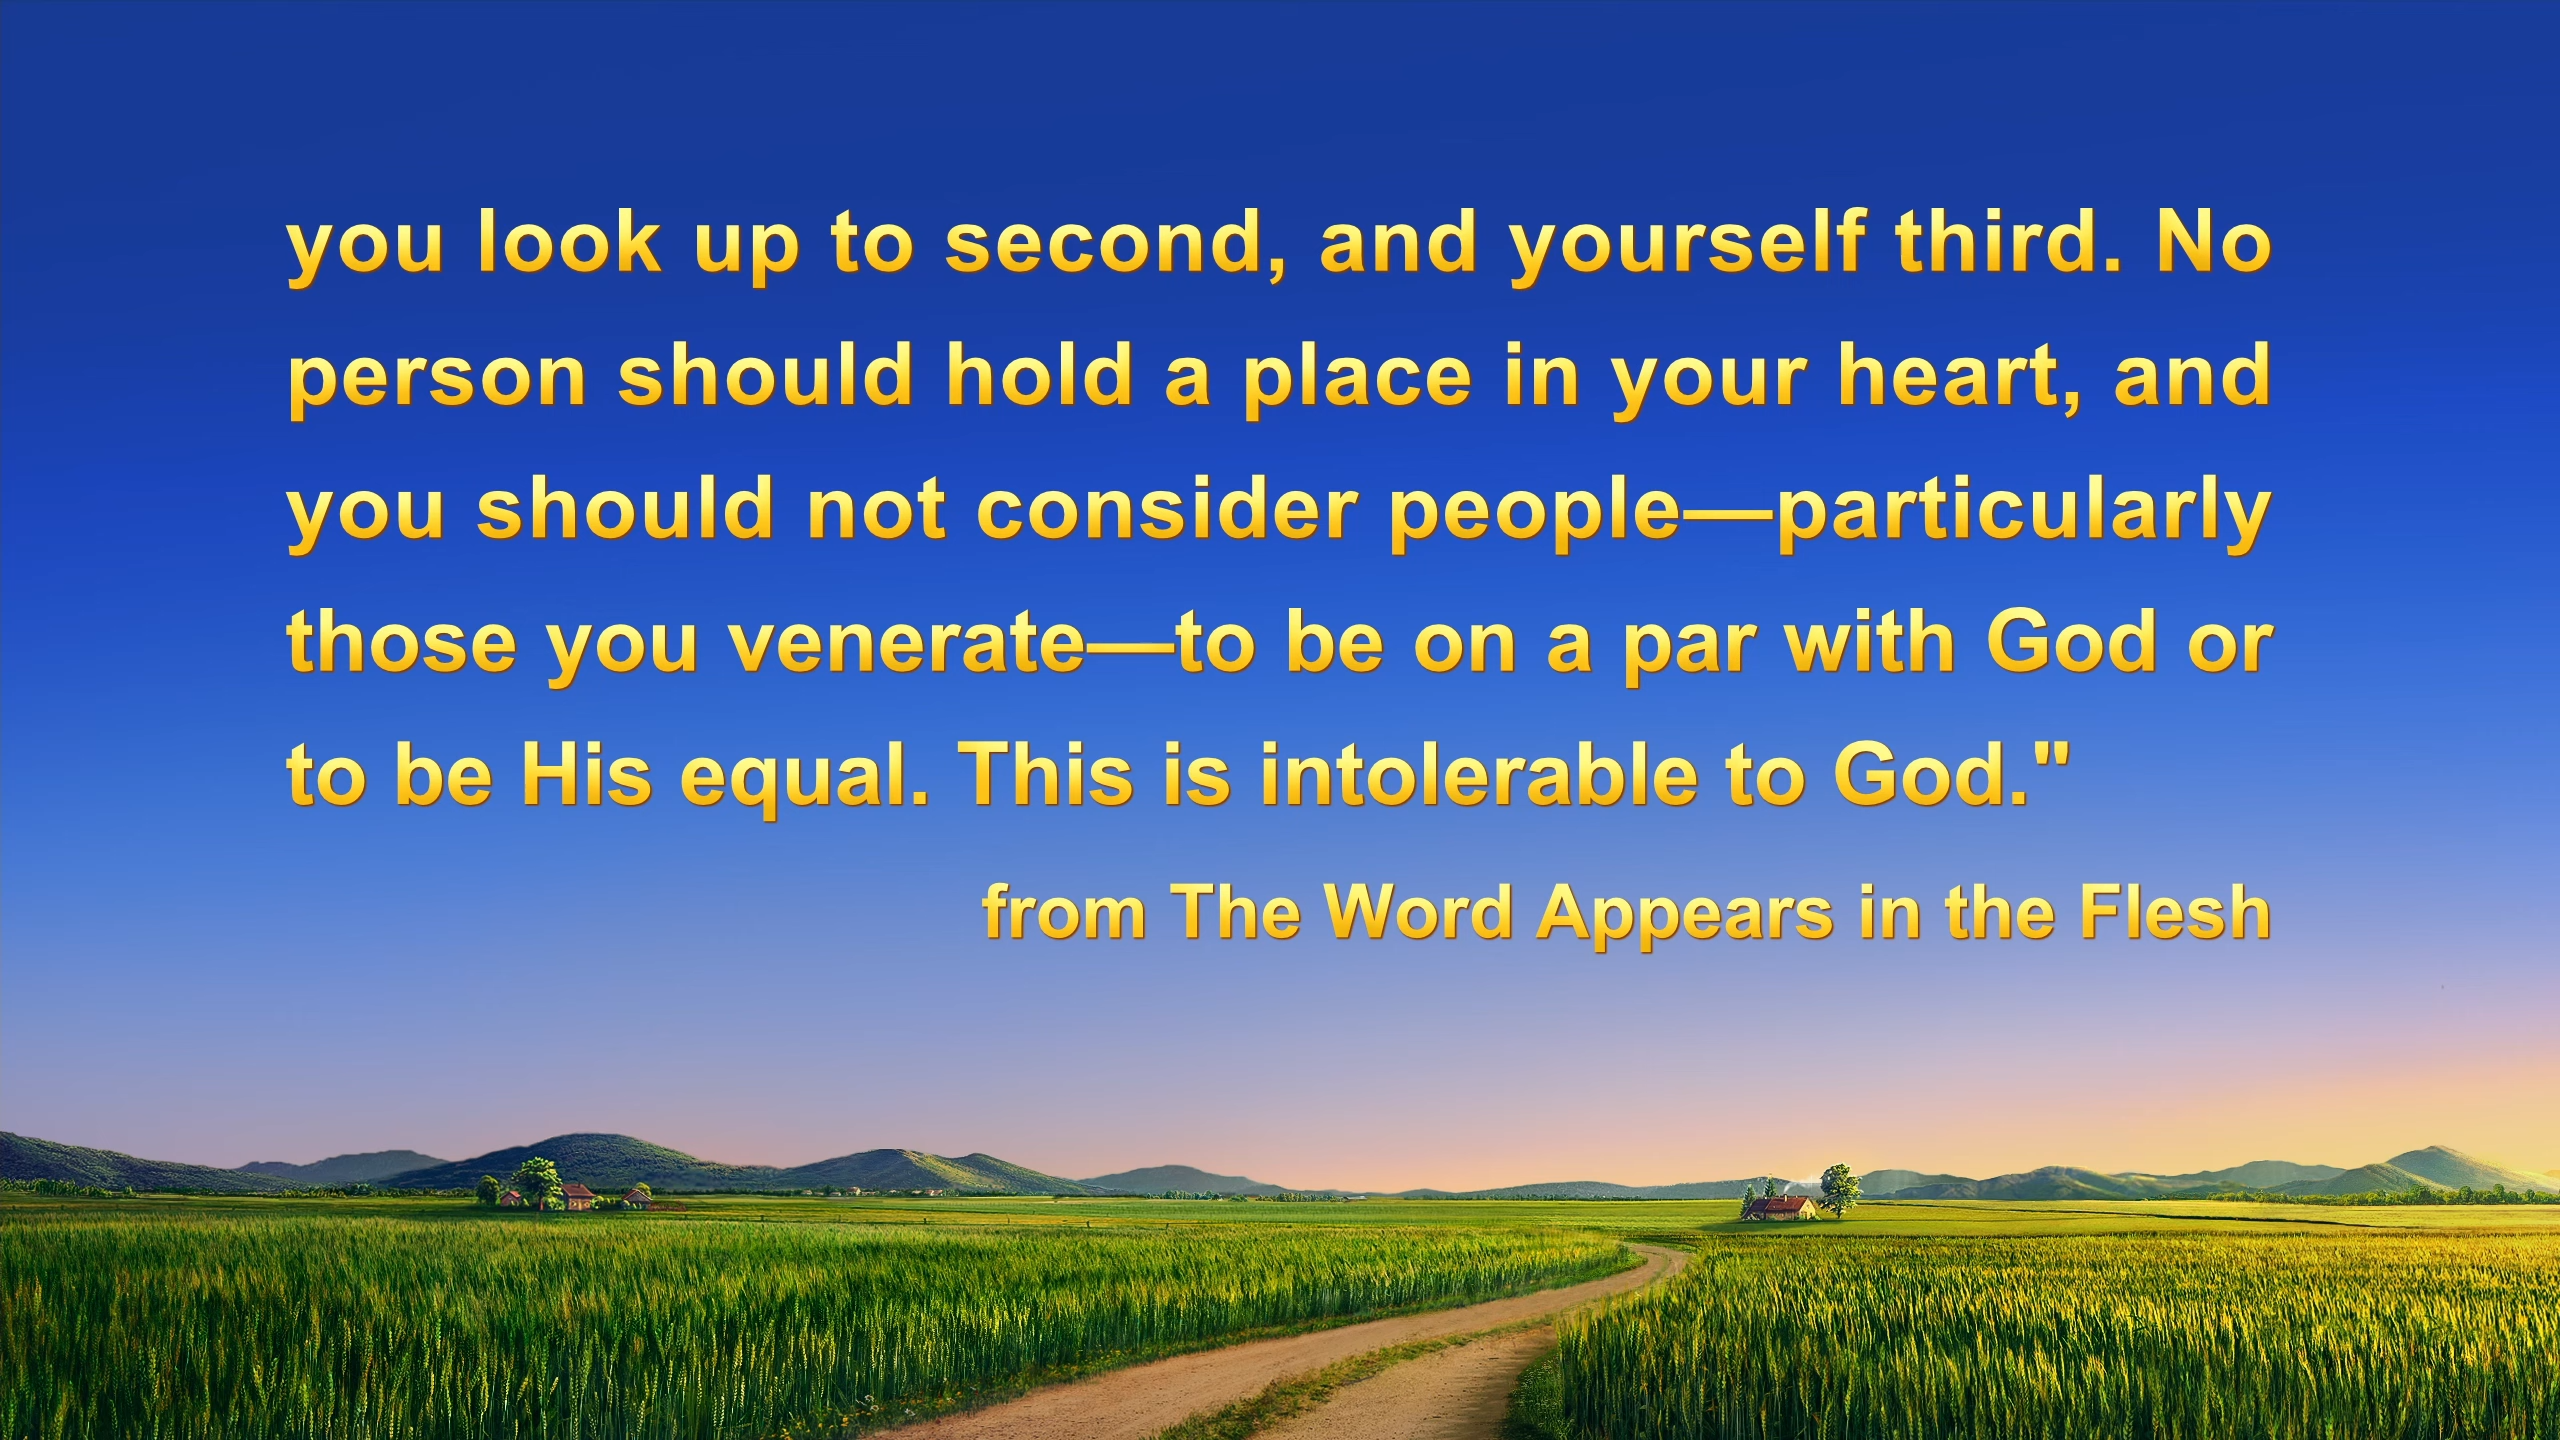 you look up to second, and yourself third. No
person should hold a place in your heart, and
you should not consider people—particularly
those you venerate—to be on a par with God or
to be His equal. This is intolerable to God."
from The Word Appears in the Flesh